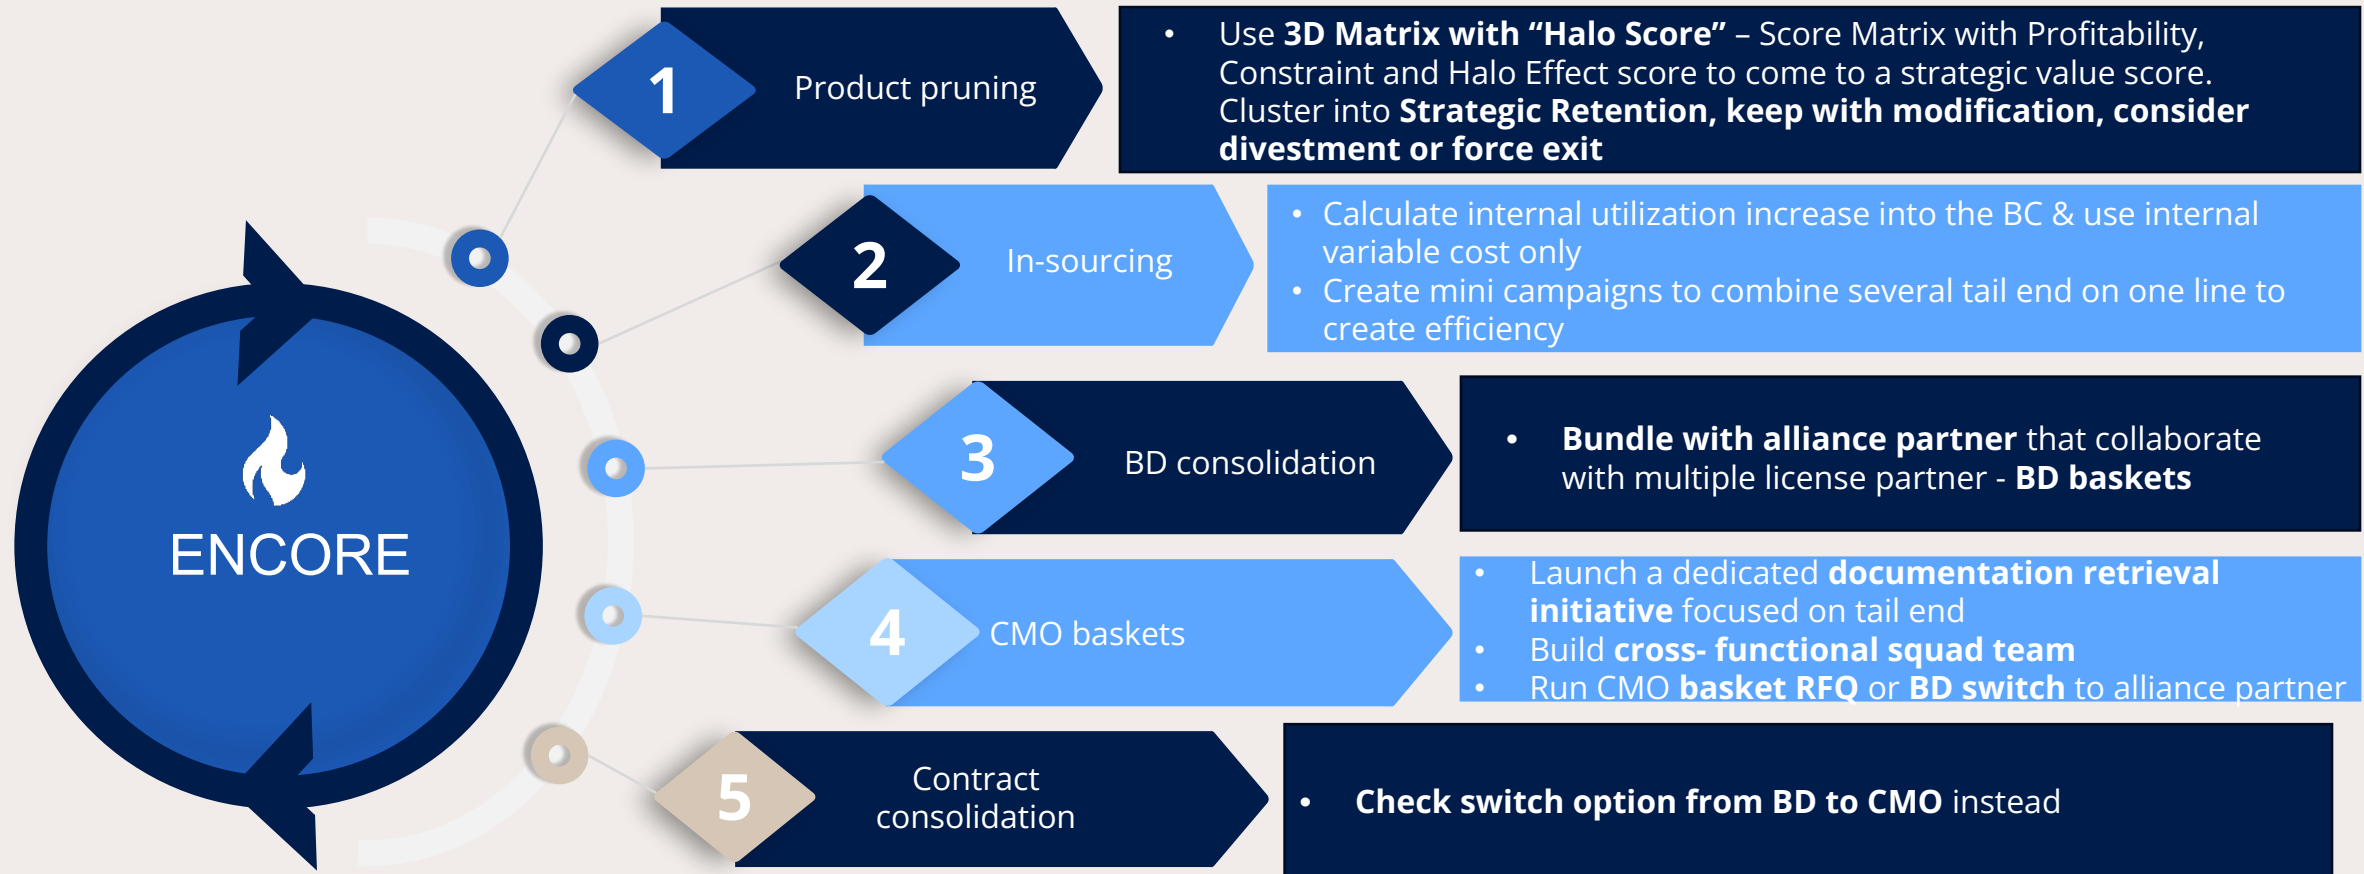 1
Product pruning
• Use 3D Matrix with “Halo Score” – Score Matrix with Profitability,
Constraint and Halo Effect score to come to a strategic value score.
Cluster into Strategic Retention, keep with modification, consider
divestment or force exit
2
In-sourcing
• Calculate internal utilization increase into the BC & use internal
variable cost only
• Create mini campaigns to combine several tail end on one line to
create efficiency
ENCORE
3
BD consolidation
• Bundle with alliance partner that collaborate
with multiple license partner - BD baskets
4
CMO baskets
• Launch a dedicated documentation retrieval
initiative focused on tail end
• Build cross- functional squad team
• Run CMO basket RFQ or BD switch to alliance partner
5
Contract
consolidation
• Check switch option from BD to CMO instead